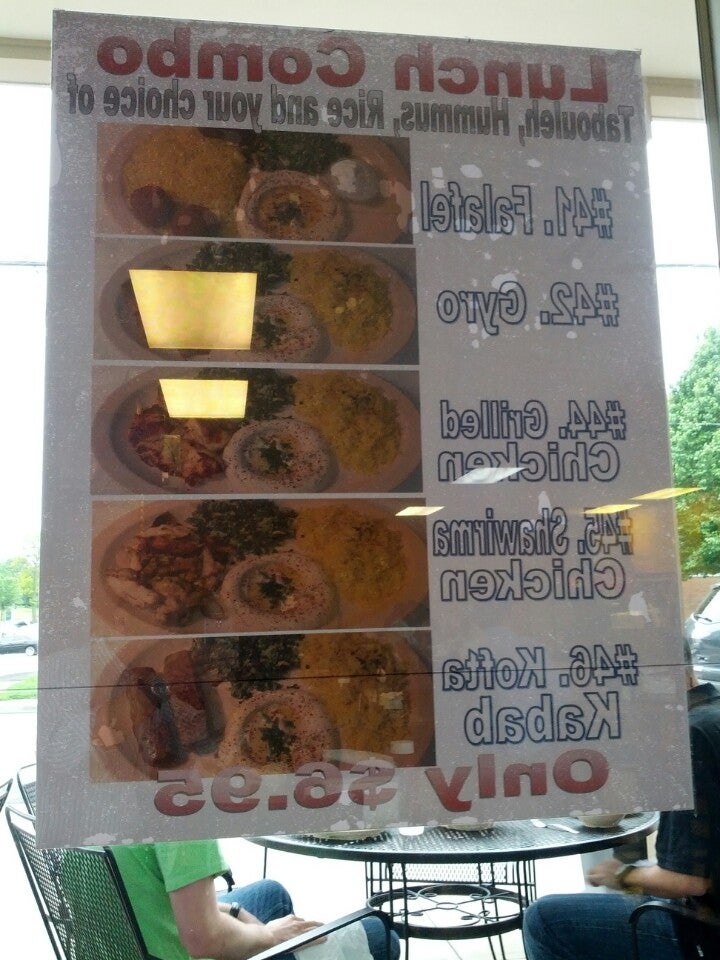 Lunch Combo
Tabouleh, Hummus, Rice and your choice of
#41. Falafel
#42. Gyro
#44. Grilled
Chicken
#45. Shawirma
Chicken
#46. Kofta
Kabab
Only $6.95